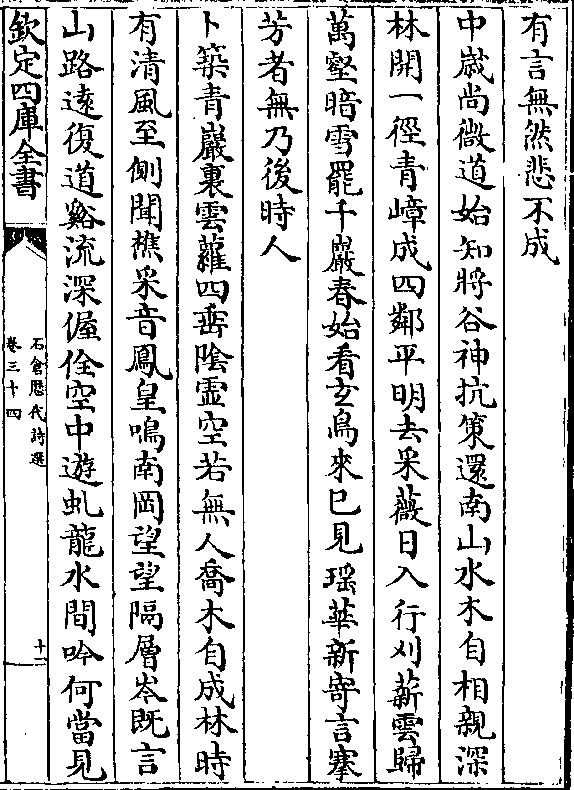 有言無然悲不成
中歲尚微道始知將谷神抗策還南山水木自相親深
林開一徑青嶂成四鄰平明去采薇日入行刈薪雲歸
萬壑暗雪罷千巖春始看玄鳥來已見瑶華新寄言搴
芳者無乃後時人
卜築青巖裏雲蘿四垂陰虛空若無人喬木自成林時
有清風至側聞樵采音鳳皇鳴南岡望望隔層岑既言
山路遠復道谿流深偓佺空中遊虬龍水間吟何當見
欽定四庫全書
石倉歷代詩選
卷三十四
十一